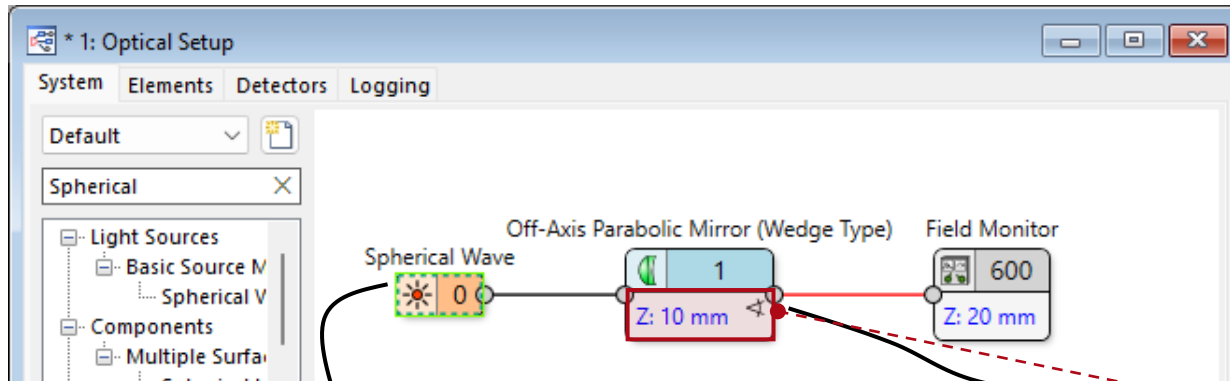 * 1: Optical Setup
System Elements Detectors Logging
Default
Spherical
Light Sources
Basic Source M
Spherical V
Components
Multiple Surfa
Spherical Wave
0
Off-Axis Parabolic Mirror (Wedge Type)
1
Z: 10 mm
Field Monitor
600
Z: 20 mm